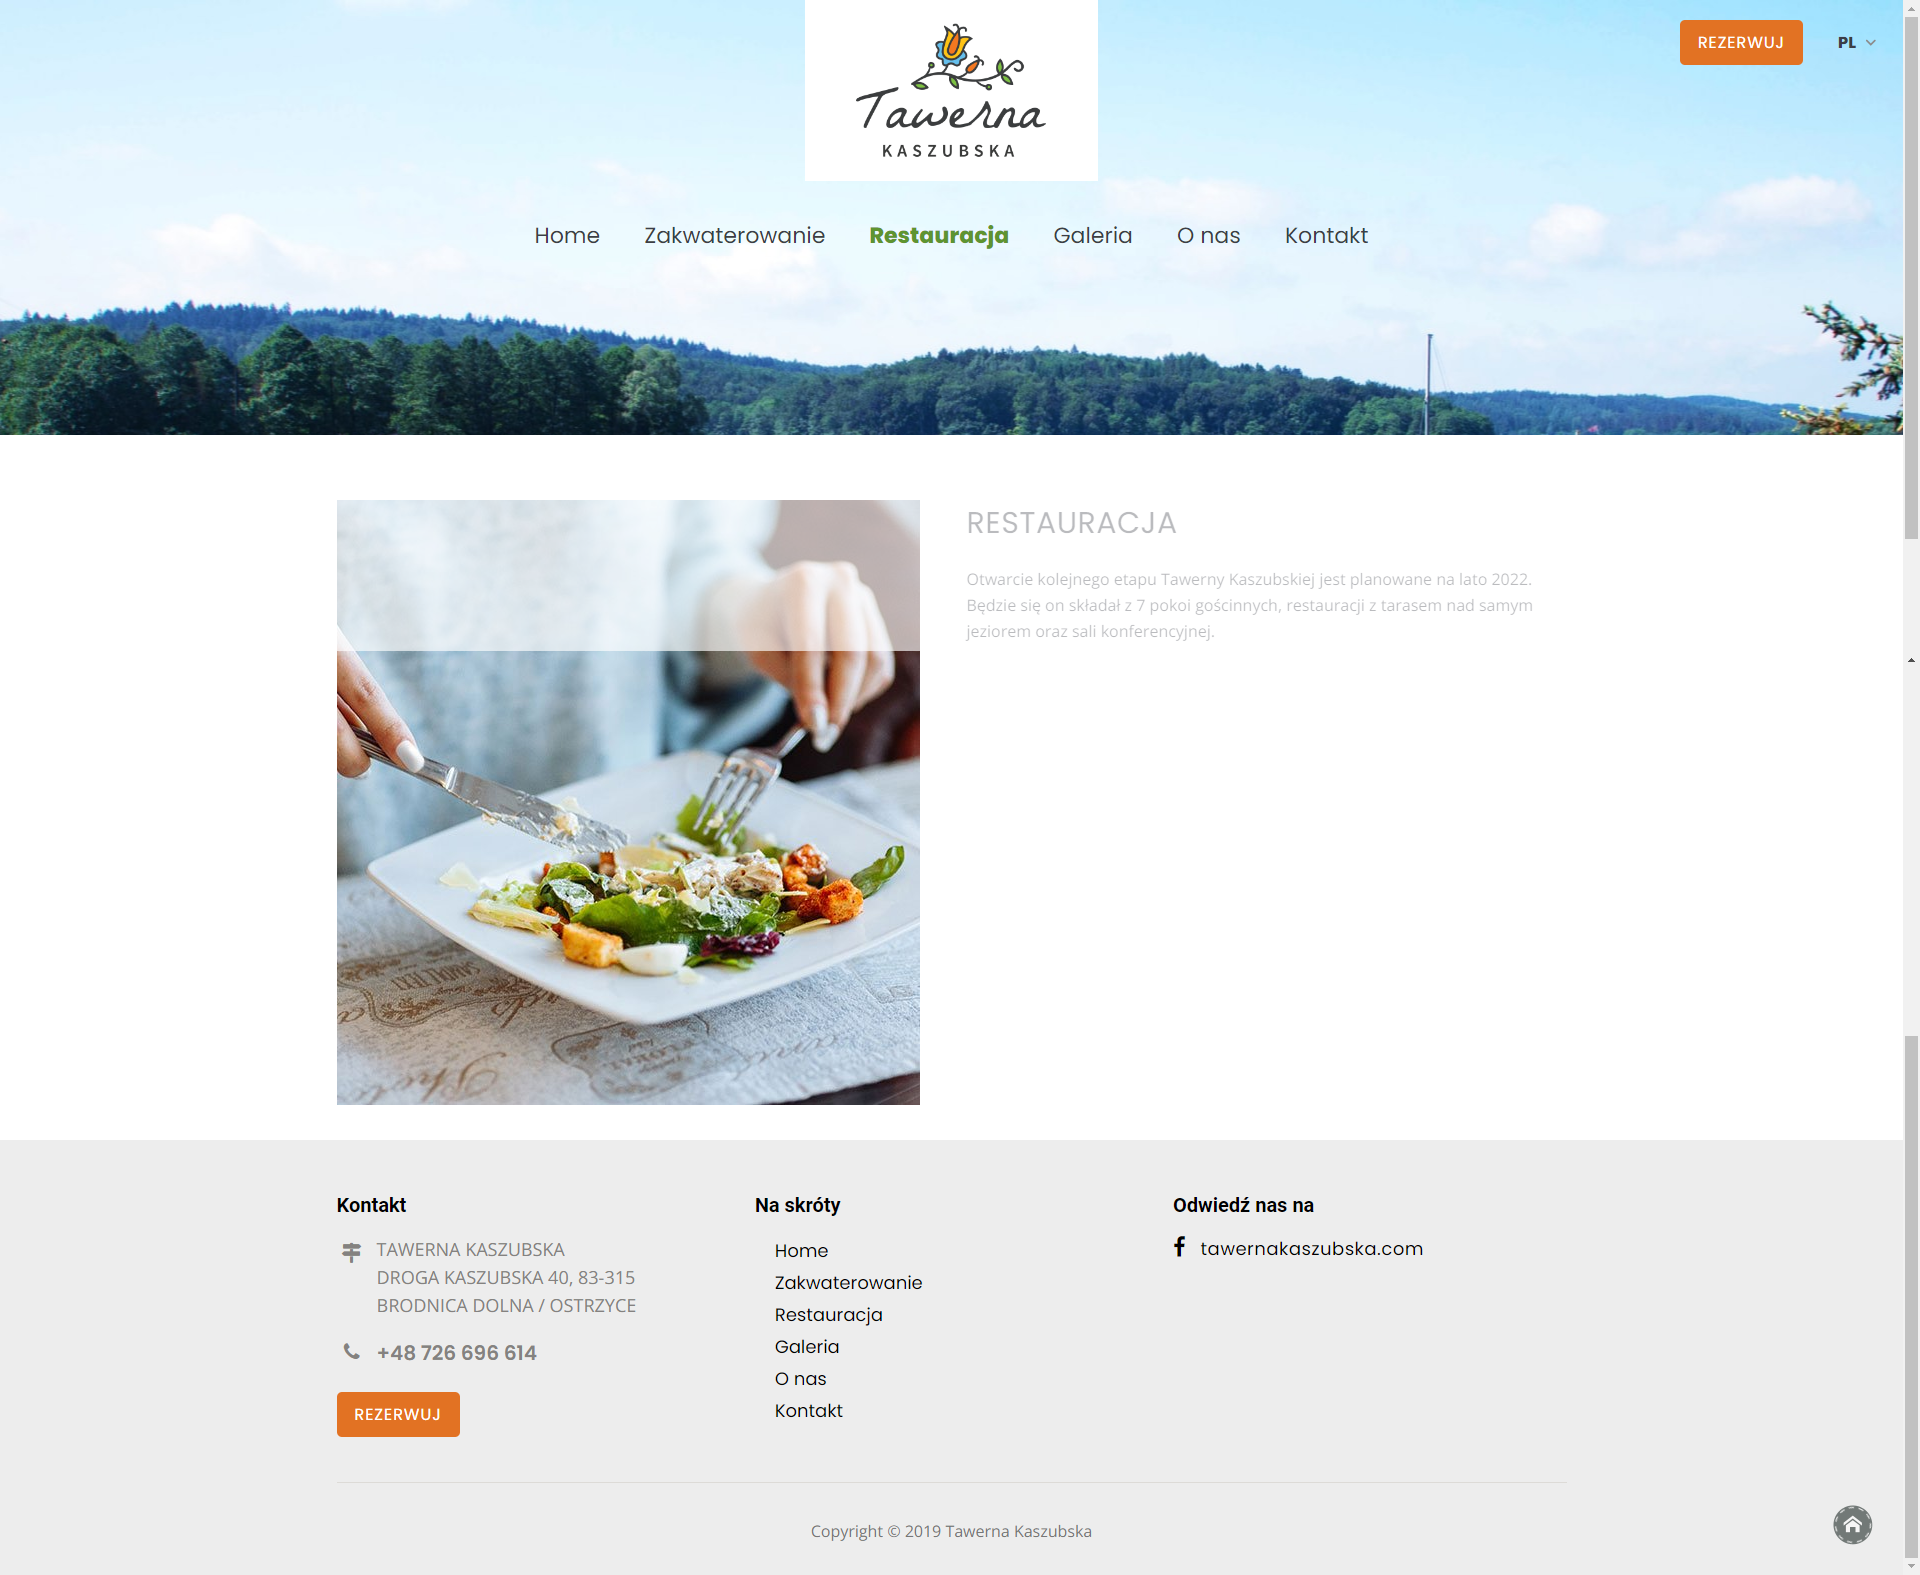 Tawerna
KASZUBSKA
REZERWUJ
PL
Home Zakwaterowanie Restauracja Galeria O nas Kontakt
RESTAURACJA
Otwarcie kolejnego etapu Tawerny Kaszubskiej jest planowane na lato 2022.
Będzie się on składał z 7 pokoi gościnnych, restauracji z tarasem nad samym
jeziorem oraz sali konferencyjnej.
Kontakt
TAWERNA KASZUBSKA
DROGA KASZUBSKA 40, 83-315
BRODNICA DOLNA / OSTRZYCE
+48 726 696 614
REZERWUJ
Na skróty
Home
Zakwaterowanie
Restauracja
Galeria
O nas
Kontakt
Odwiedź nas na
tawernakaszubska.com
Copyright © 2019 Tawerna Kaszubska